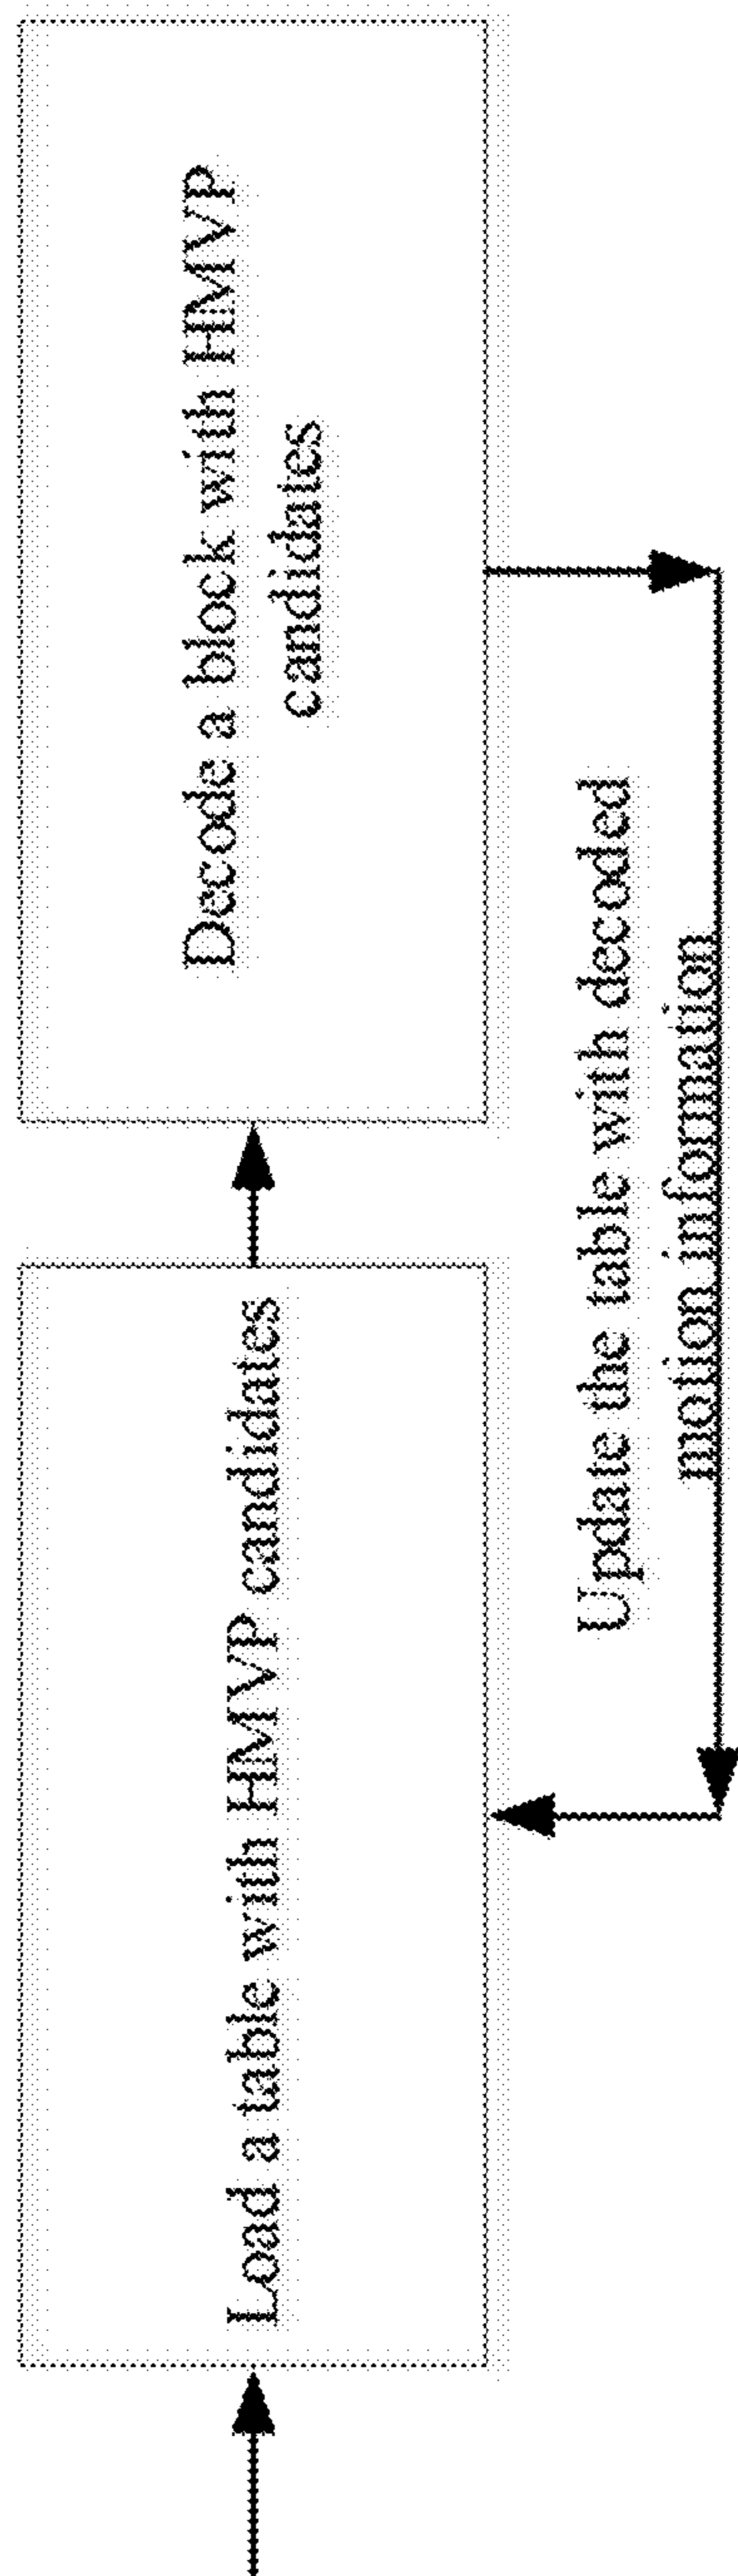 Load a table with HMVP candidates
Decode a block with HMVP
candidates
Update the table with decoded
motion information